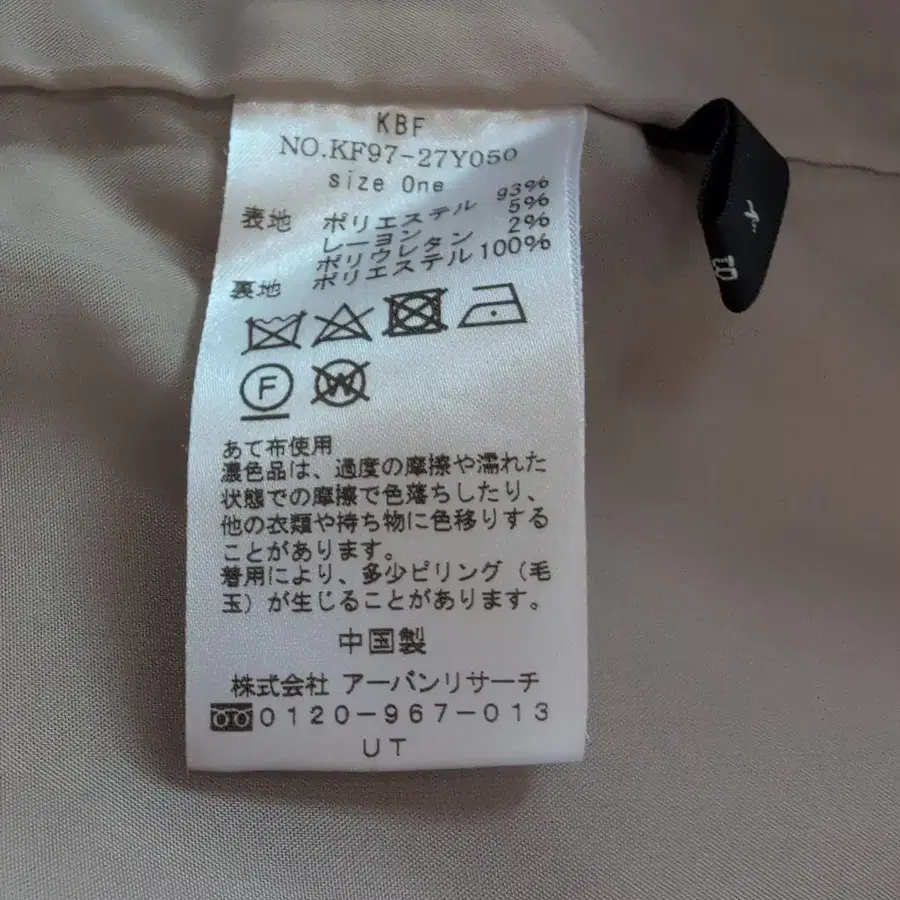 KBF
NO.KF97-27Y050
size One
表地 ポリエステル 93%
レーヨン 5%
ポリウレタン 2%
裏地 ポリエステル 100%
F
W
あて布使用
濃色品は、過度の摩擦や濡れた
状態での摩擦で色落ちしたり、
他の衣類や持ち物に色移りする
ことがあります。
着用により、多少ピリング（毛
玉）が生じることがあります。
中国製
株式会社 アーバンリサーチ
0120-967-013
UT